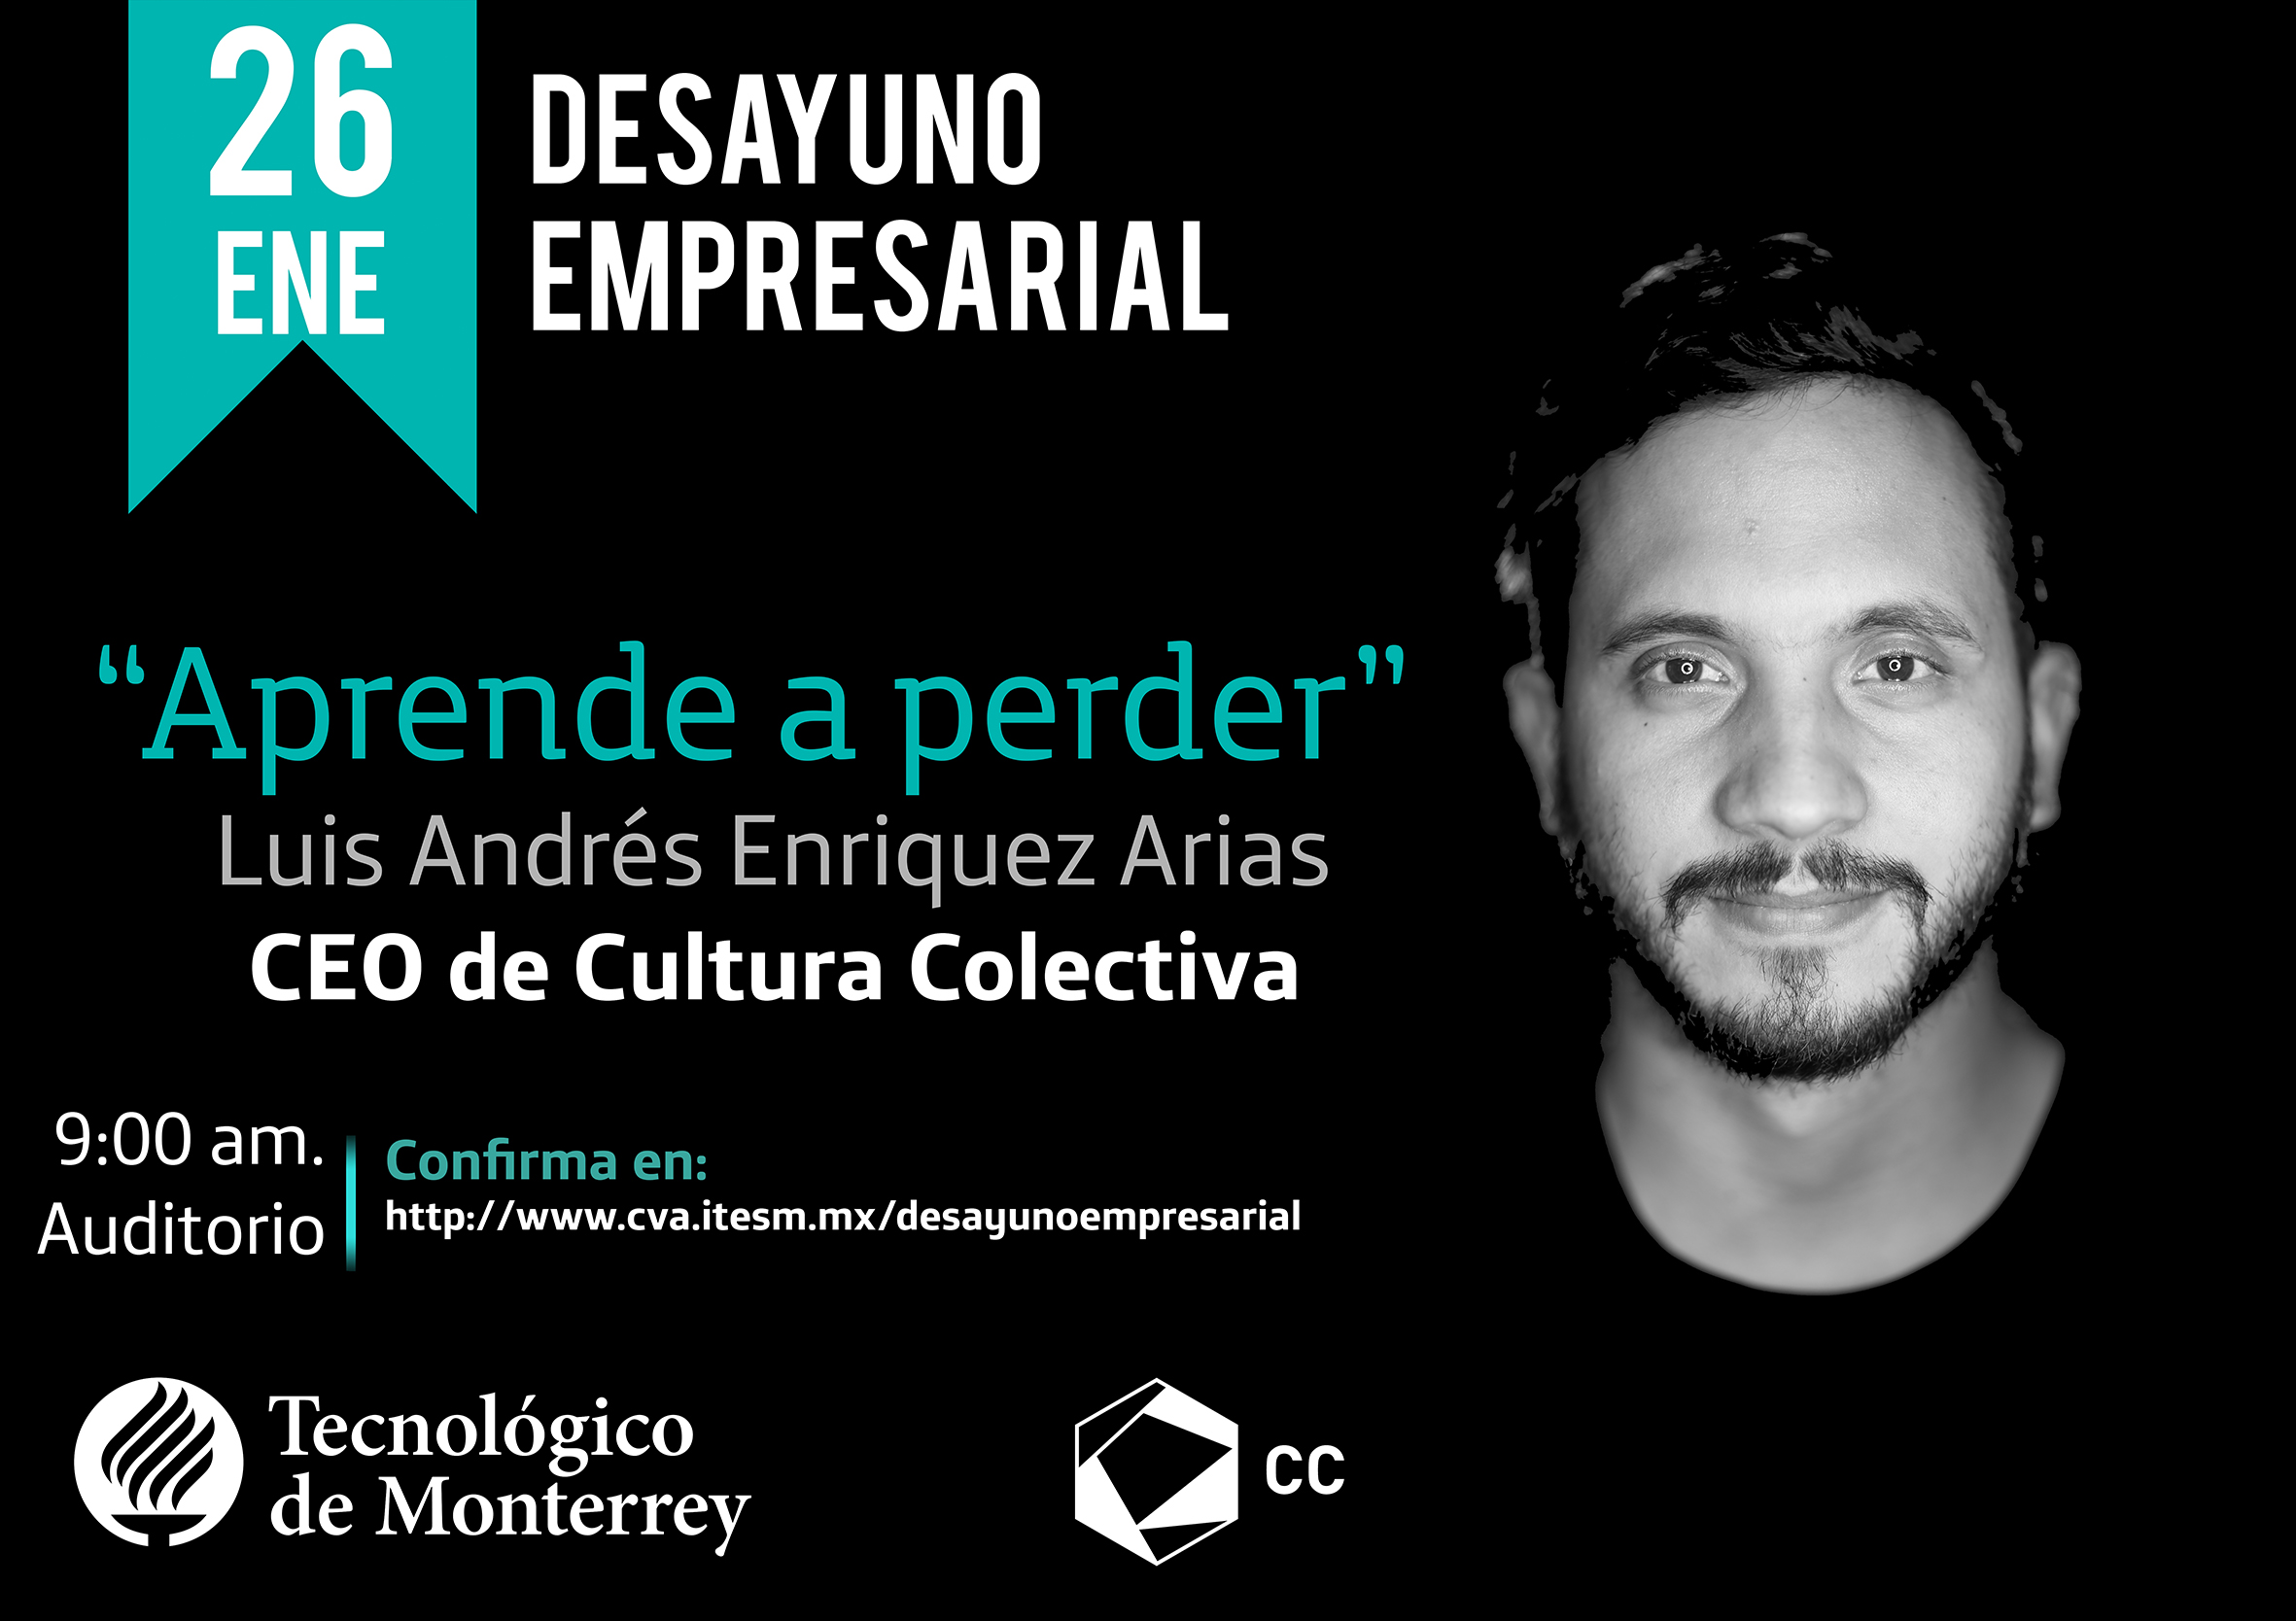 26
ENE
DESAYUNO
EMPRESARIAL
“Aprende a perder”
Luis Andrés Enriquez Arias
CEO de Cultura Colectiva
9:00 am.
Auditorio
Confirma en:
http://www.cva.itesm.mx/desayunoempresarial
Tecnológico
de Monterrey
CC